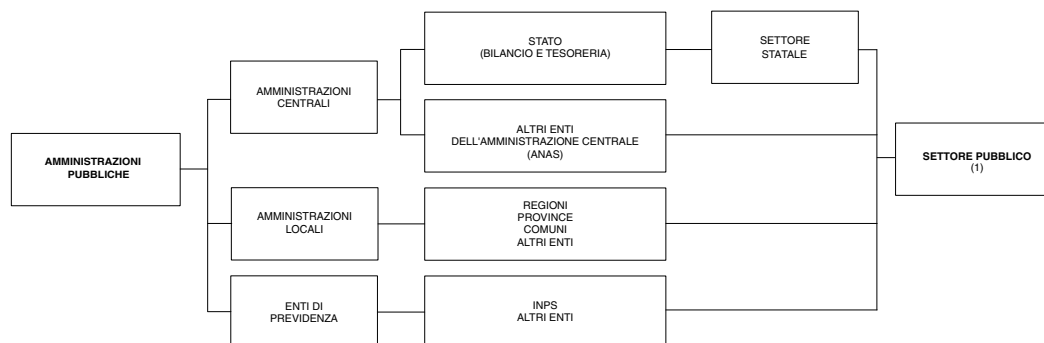 AMMINISTRAZIONI
PUBBLICHE
AMMINISTRAZIONI
CENTRALI
STATO
(BILANCIO E TESORERIA)
SETTORE
STATALE
ALTRI ENTI
DELL'AMMINISTRAZIONE CENTRALE
(ANAS)
AMMINISTRAZIONI
LOCALI
REGIONI
PROVINCE
COMUNI
ALTRI ENTI
ENTI DI
PREVIDENZA
INPS
ALTRI ENTI
SETTORE PUBBLICO
(1)